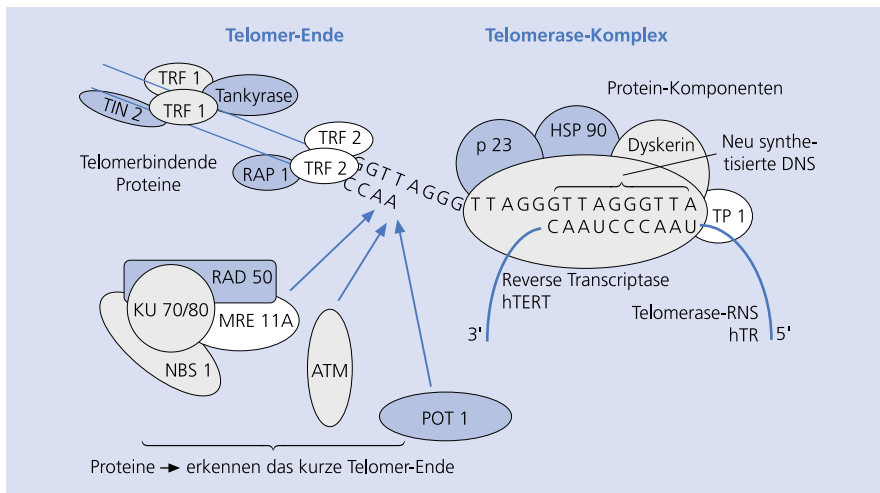 Telomer-Ende
Telomerase-Komplex
TRF 1
TRF 1
Tankyrase
TIN 2
Protein-Komponenten
TRF 2
TRF 2
RAP 1
Telomerbindende
Proteine
p 23
HSP 90
Dyskerin
Neu synthe-
tisierte DNS
GGTTAGGGTTAGGGTTAGGGTTA
CCAA
CAAUCCCAAU
TP 1
Reverse Transcriptase
hTERT
Telomerase-RNS
hTR
3'
5'
RAD 50
KU 70/80
MRE 11A
NBS 1
ATM
POT 1
Proteine → erkennen das kurze Telomer-Ende